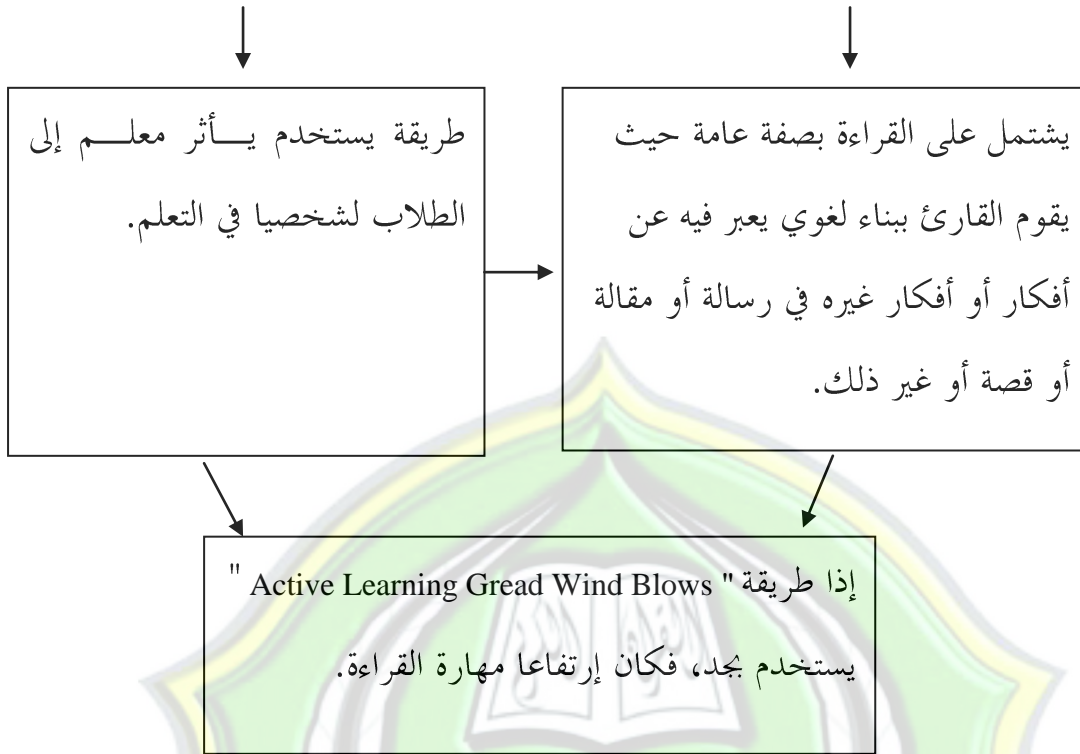 يشتمل على القراءة بصفة عامة حيث
يقوم القارئ ببناء لغوي يعبر فيه عن
أفكار أو أفكار غيره في رسالة أو مقالة
أو قصة أو غير ذلك.
طريقة يستخدم يـــأثر معلـــم إلى
الطلاب لشخصيا في التعلم.
إذا طريقة " Active Learning Gread Wind Blows "
يستخدم بجد، فكان إرتفاعا مهارة القراءة.